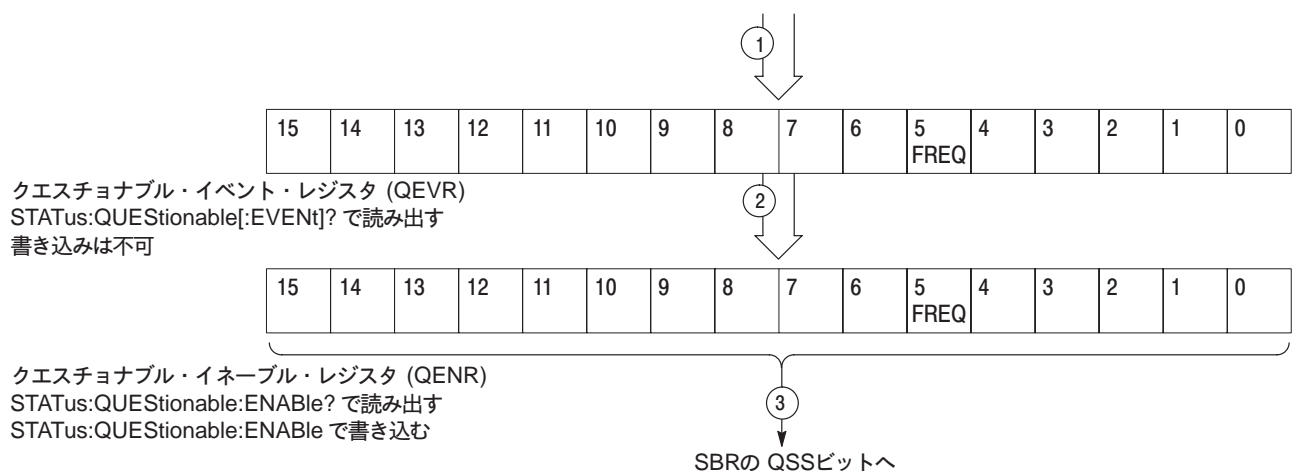 1
15 14 13 12 11 10 9 8 7 6 5 4 3 2 1 0
FREQ
クエスチョナブル・イベント・レジスタ (QEVR)
STATus:QUEStionable[:EVENt]? で読み出す
書き込みは不可
2
15 14 13 12 11 10 9 8 7 6 5 4 3 2 1 0
FREQ
クエスチョナブル・イネーブル・レジスタ (QENR)
STATus:QUEStionable:ENABle? で読み出す
STATus:QUEStionable:ENABle で書き込む
3
SBRの QSSビットへ